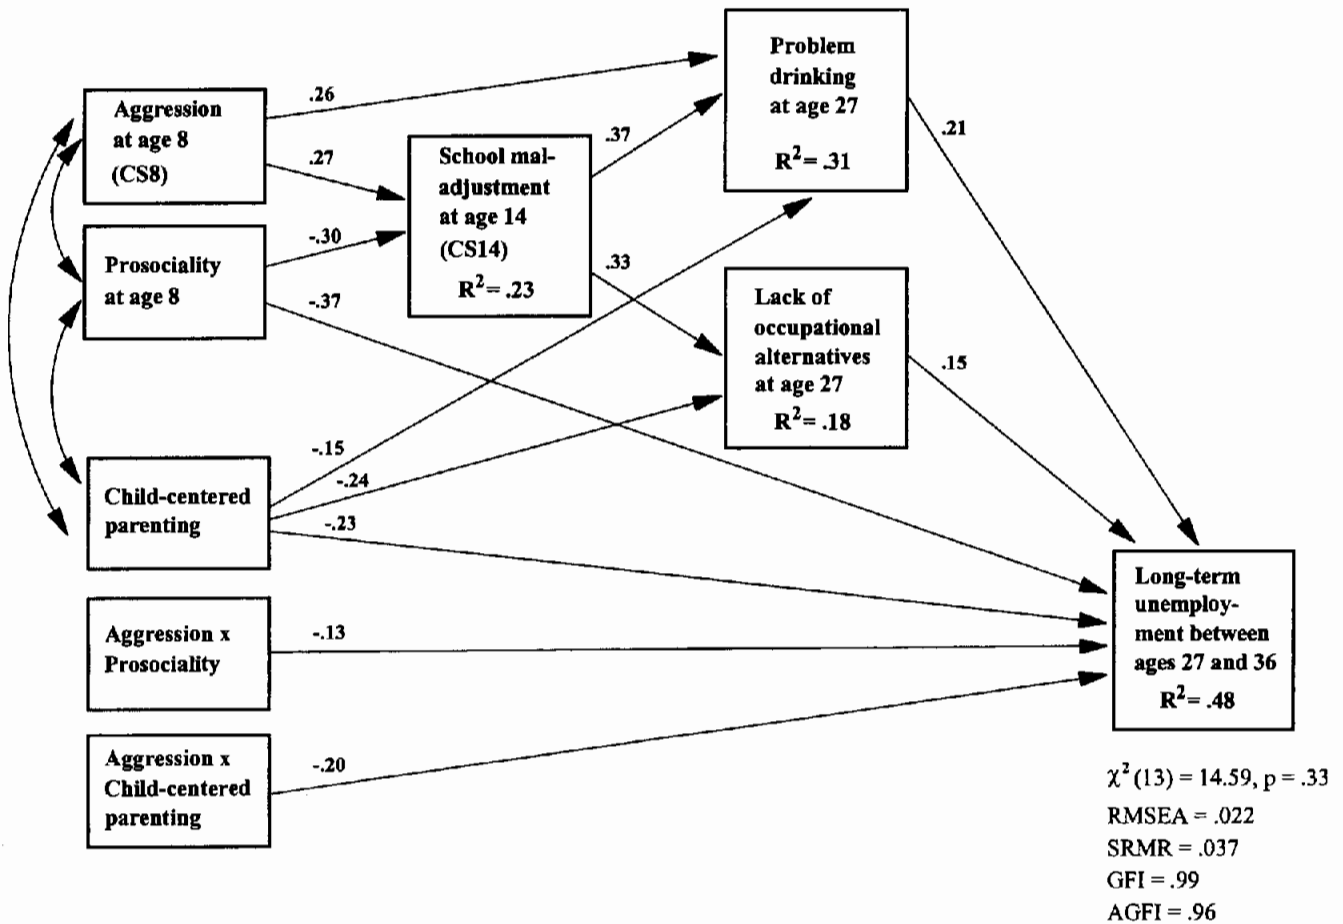 Problem
drinking
at age 27
R²= .31
Aggression
at age 8
(CS8)
.26
.27
School mal-
adjustment
at age 14
(CS14)
R²= .23
.37
.33
.21
Prosociality
at age 8
-.30
-.37
Lack of
occupational
alternatives
at age 27
R²= .18
.15
Child-centered
parenting
-.15
-.24
-.23
Aggression x
Prosociality
-.13
Aggression x
Child-centered
parenting
-.20
Long-term
unemploy-
ment between
ages 27 and 36
R²= .48
χ²(13) = 14.59, p = .33
RMSEA = .022
SRMR = .037
GFI = .99
AGFI = .96